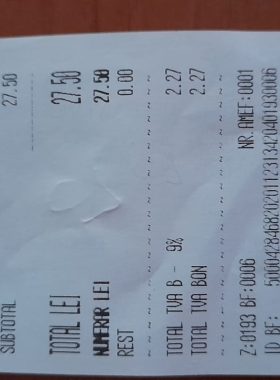 SUBTOTAL 27.50
TOTAL LEI 27.50
NUMERAR LEI 27.50
REST 0.00
~ ~ ~ ~ ~ ~ ~ ~ ~ ~ ~ ~
TOTAL TVA B - 9% 2.27
TOTAL TVA BON 2.27
~ ~ ~ ~ ~ ~ ~ ~ ~ ~ ~ ~
Z:0193 BF:0006 NR.AMEF:0001